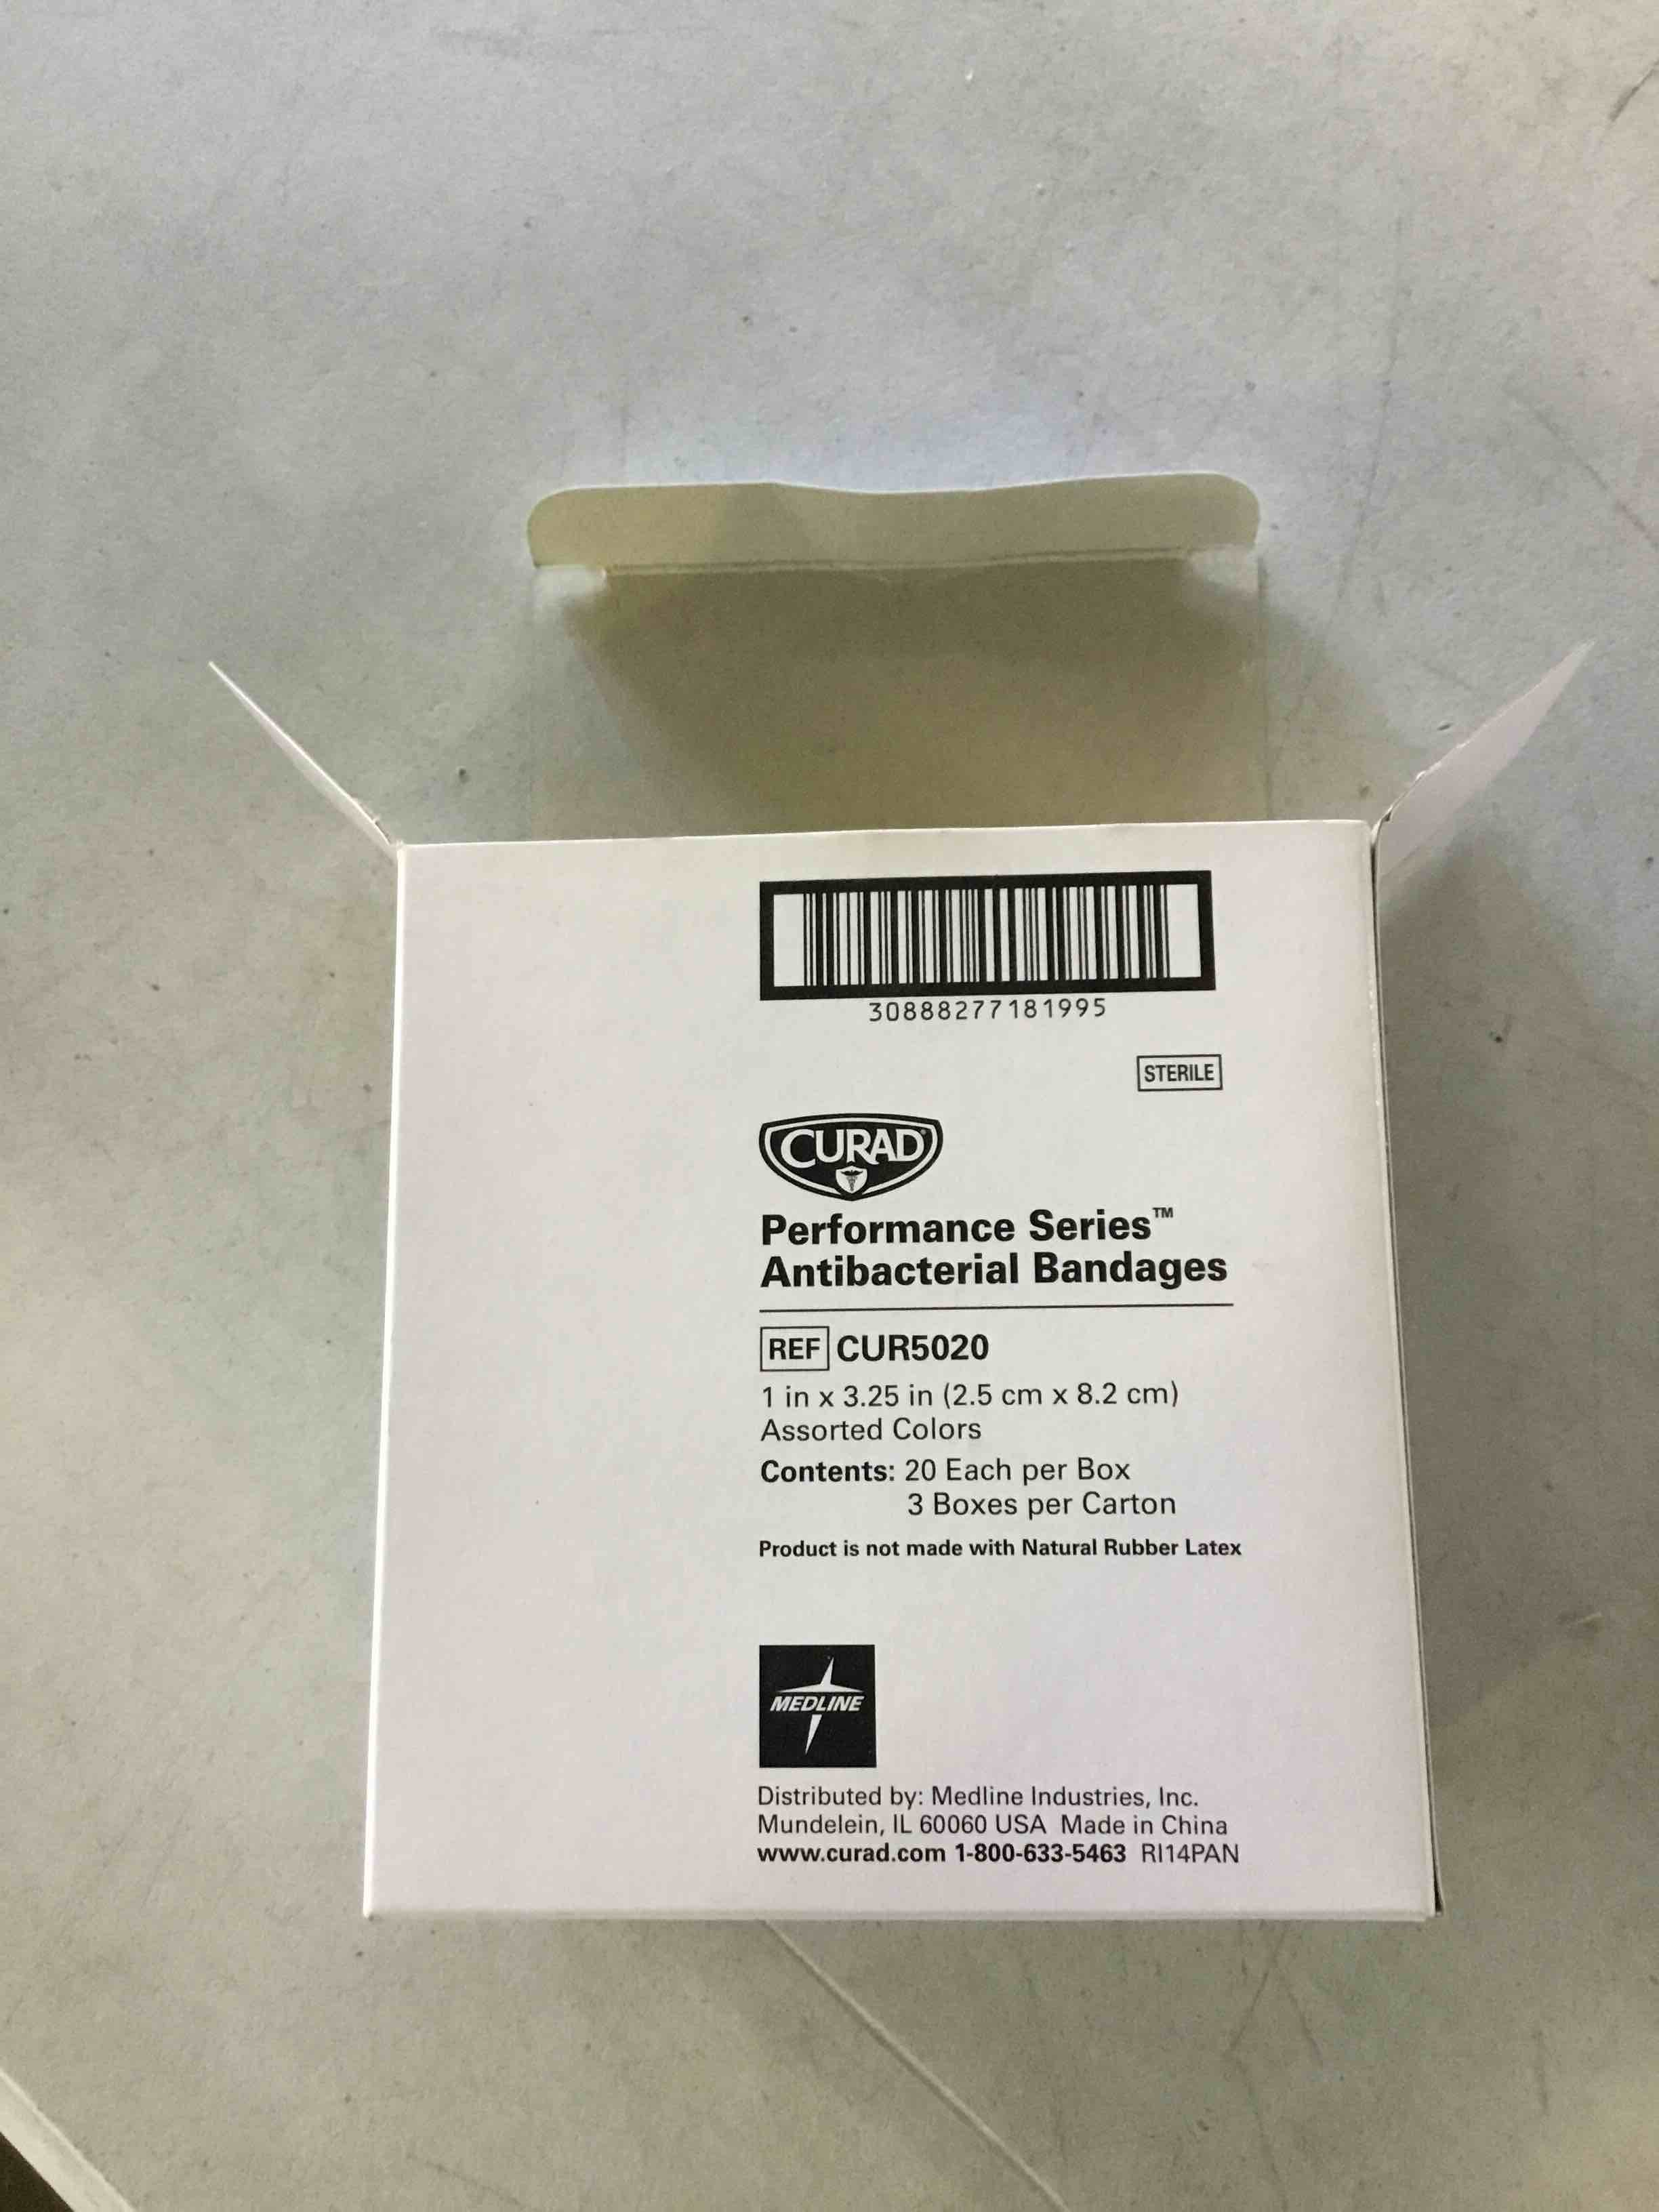 30888277181995
STERILE
CURAD®
Performance Series™
Antibacterial Bandages
REF CUR5020
1 in x 3.25 in (2.5 cm x 8.2 cm)
Assorted Colors
Contents: 20 Each per Box
3 Boxes per Carton
Product is not made with Natural Rubber Latex
MEDLINE
Distributed by: Medline Industries, Inc.
Mundelein, IL 60060 USA Made in China
www.curad.com 1-800-633-5463 RI14PAN